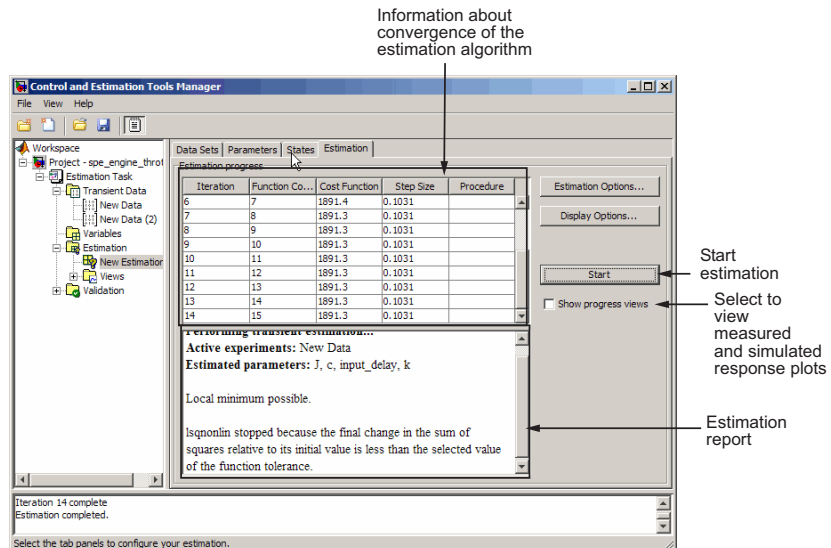 Information about
convergence of the
estimation algorithm
Control and Estimation Tools Manager
File View Help
Workspace
Project - spe_engine_throt
Estimation Task
Transient Data
New Data
New Data (2)
Variables
Estimation
New Estimation
Views
Validation
Data Sets Parameters States Estimation
Estimation progress
Iteration Function Co... Cost Function Step Size Procedure
6 7 1891.4 0.1031
7 8 1891.3 0.1031
8 9 1891.3 0.1031
9 10 1891.3 0.1031
10 11 1891.3 0.1031
11 12 1891.3 0.1031
12 13 1891.3 0.1031
13 14 1891.3 0.1031
14 15 1891.3 0.1031
Performing transient estimation...
Active experiments: New Data
Estimated parameters: J, c, input_delay, k
Local minimum possible.
lsqnonlin stopped because the final change in the sum of
squares relative to its initial value is less than the selected value
of the function tolerance.
Estimation Options...
Display Options...
Start
Show progress views
Start
estimation
Select to
view
measured
and simulated
response plots
Estimation
report
Iteration 14 complete
Estimation completed.
Select the tab panels to configure your estimation.